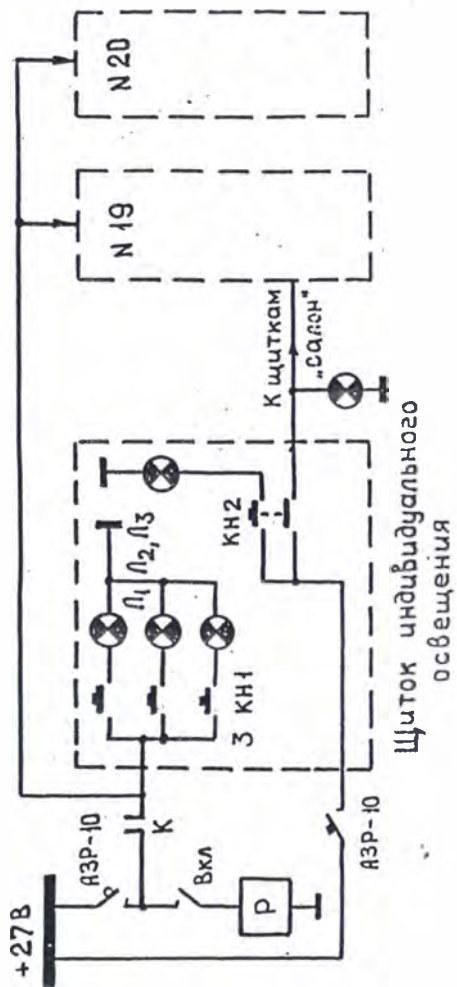 +27В
АЗР-10
К
Вкл
Р
АЗР-10
3 КН1
Л₁ Л₂, Л₃
КН2
К щиткам
„салон"
N 19
N 20
Щиток индивидуального
освещения